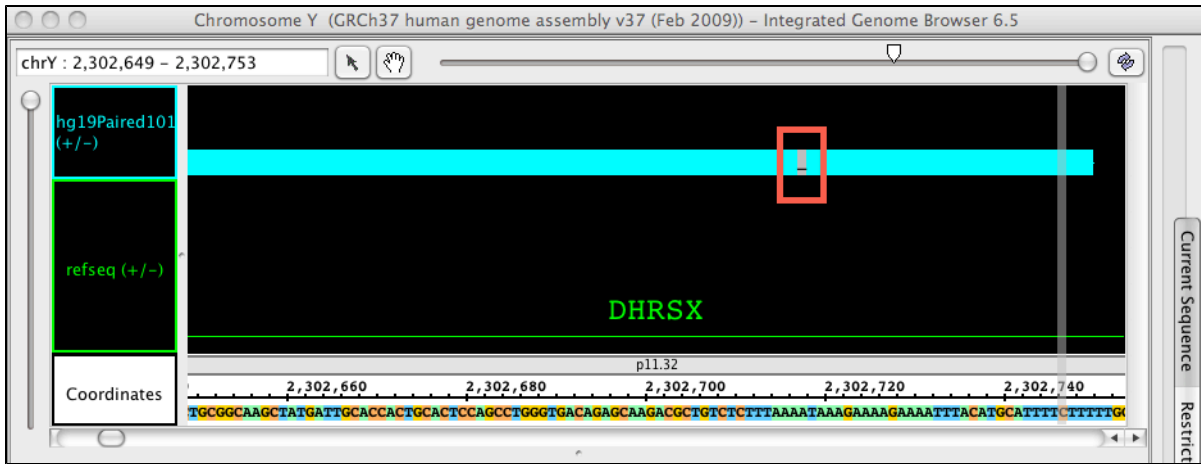 Chromosome Y (GRCh37 human genome assembly v37 (Feb 2009)) – Integrated Genome Browser 6.5
chrY : 2,302,649 – 2,302,753
hg19Paired101
(+/-)
refseq (+/-)
DHRSX
p11.32
Coordinates
2,302,660 2,302,680 2,302,700 2,302,720 2,302,740
TGCGGCAAGCTATGATTGCACCACTGCACTCCAGCCTGGGTGACAGAGCAAGACGCTGTCTCTTTAAAATAAAGAAAAGAAAATTTACATGCATTTTCTTTTTG
Current Sequence
Restrict